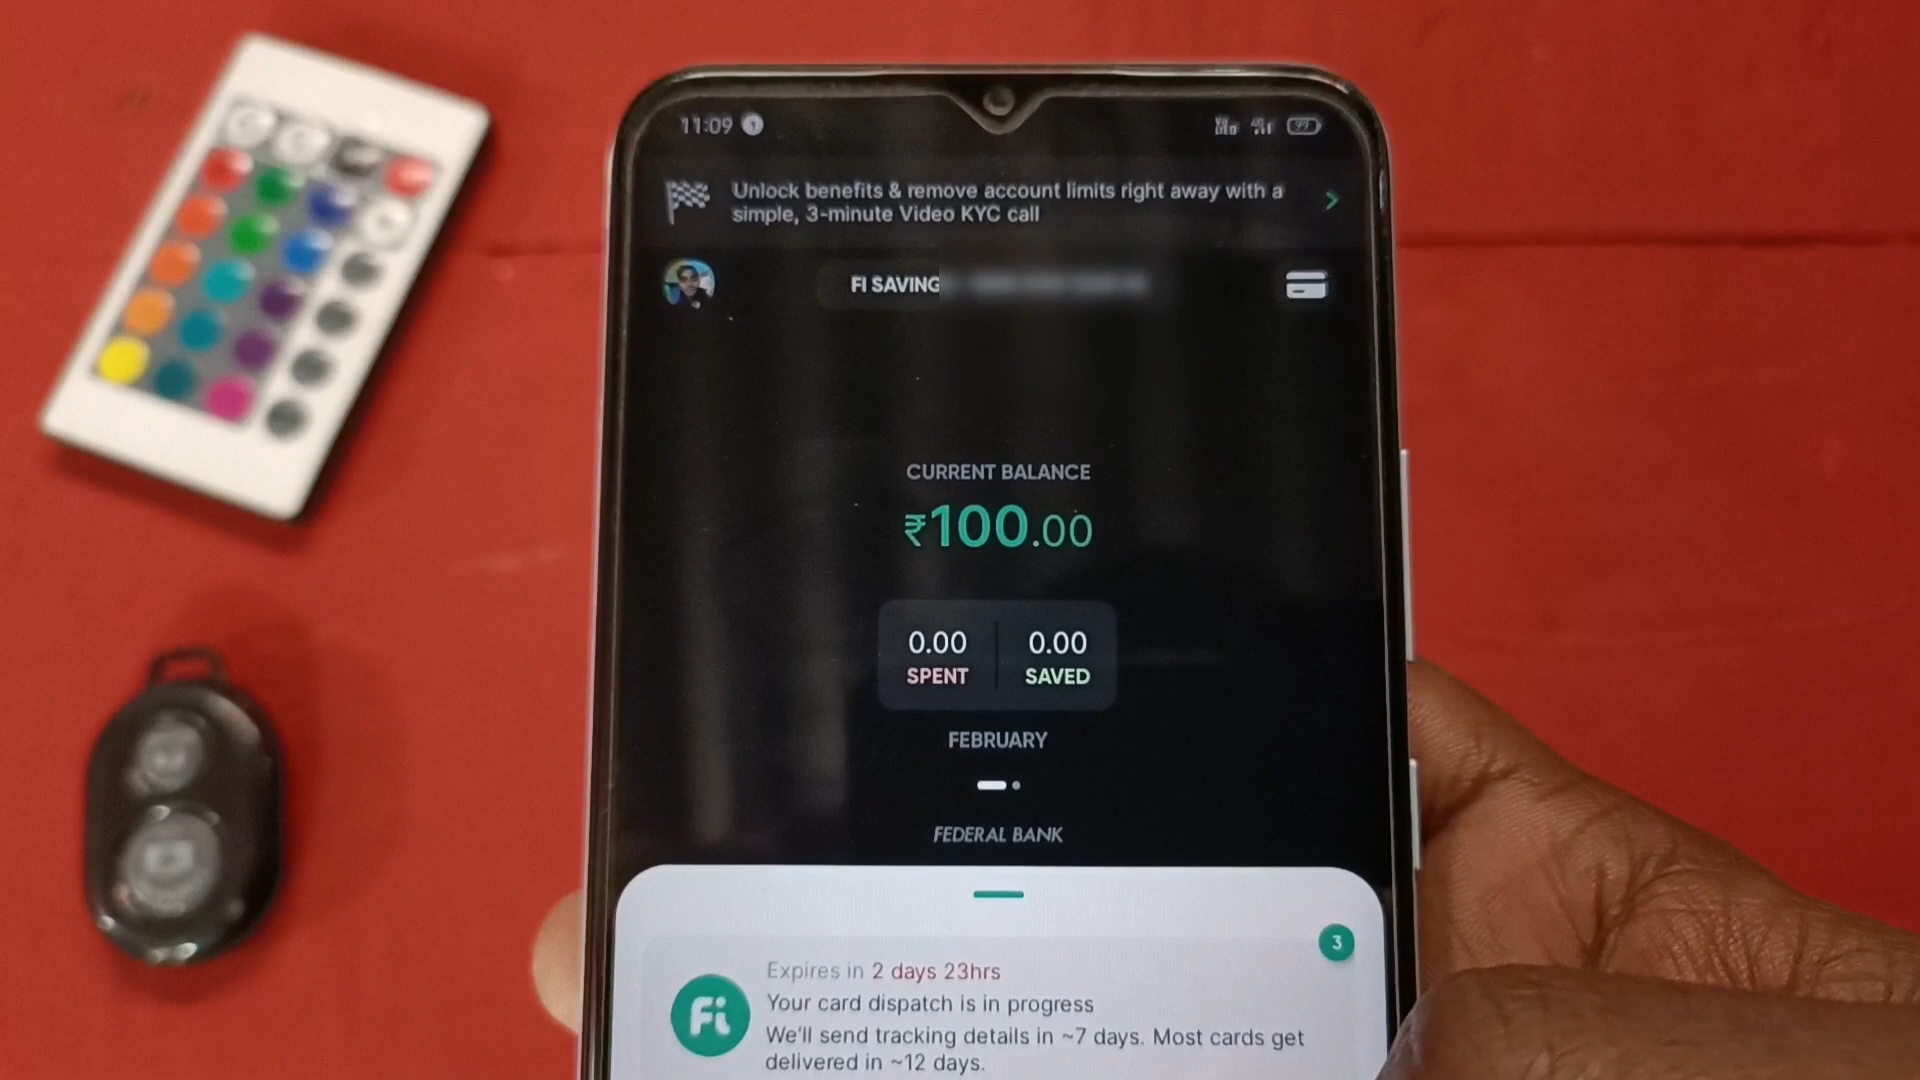 11:09
97
Unlock benefits & remove account limits right away with a
simple, 3-minute Video KYC call
FI SAVING
CURRENT BALANCE
₹100.00
0.00 0.00
SPENT SAVED
FEBRUARY
FEDERAL BANK
3
Expires in 2 days 23hrs
Fi
Your card dispatch is in progress
We'll send tracking details in ~7 days. Most cards get
delivered in ~12 days.